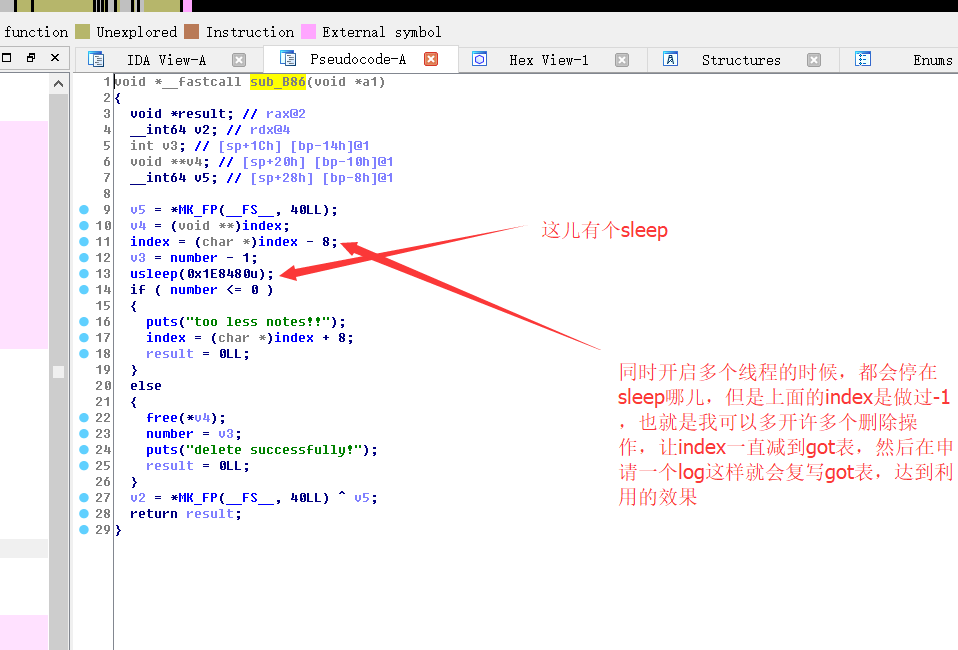 function Unexplored Instruction External symbol
IDA View-A Pseudocode-A Hex View-1 Structures Enums
1 void *__fastcall sub_B86(void *a1)
2 {
3 void *result; // rax@2
4 __int64 v2; // rdx@4
5 int v3; // [sp+1Ch] [bp-14h]@1
6 void **v4; // [sp+20h] [bp-10h]@1
7 __int64 v5; // [sp+28h] [bp-8h]@1
8
9 v5 = *MK_FP(__FS__, 40LL);
10 v4 = (void **)index;
11 index = (char *)index - 8;
12 v3 = number - 1;
13 usleep(0x1E8480u);
14 if ( number <= 0 )
15 {
16 puts("too less notes!!");
17 index = (char *)index + 8;
18 result = 0LL;
19 }
20 else
21 {
22 free(*v4);
23 number = v3;
24 puts("delete successfully!");
25 result = 0LL;
26 }
27 v2 = *MK_FP(__FS__, 40LL) ^ v5;
28 return result;
29 }
这儿有个sleep
同时开启多个线程的时候，都会停在
sleep哪儿，但是上面的index是做过-1
，也就是我可以多开许多个删除操
作，让index一直减到got表，然后在申
请一个log这样就会复写got表，达到利
用的效果